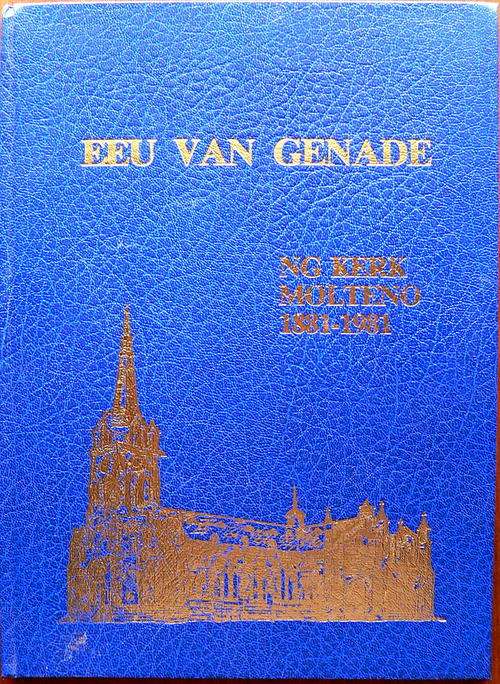 EEU VAN GENADE
NG KERK
MOLTENO
1881-1981